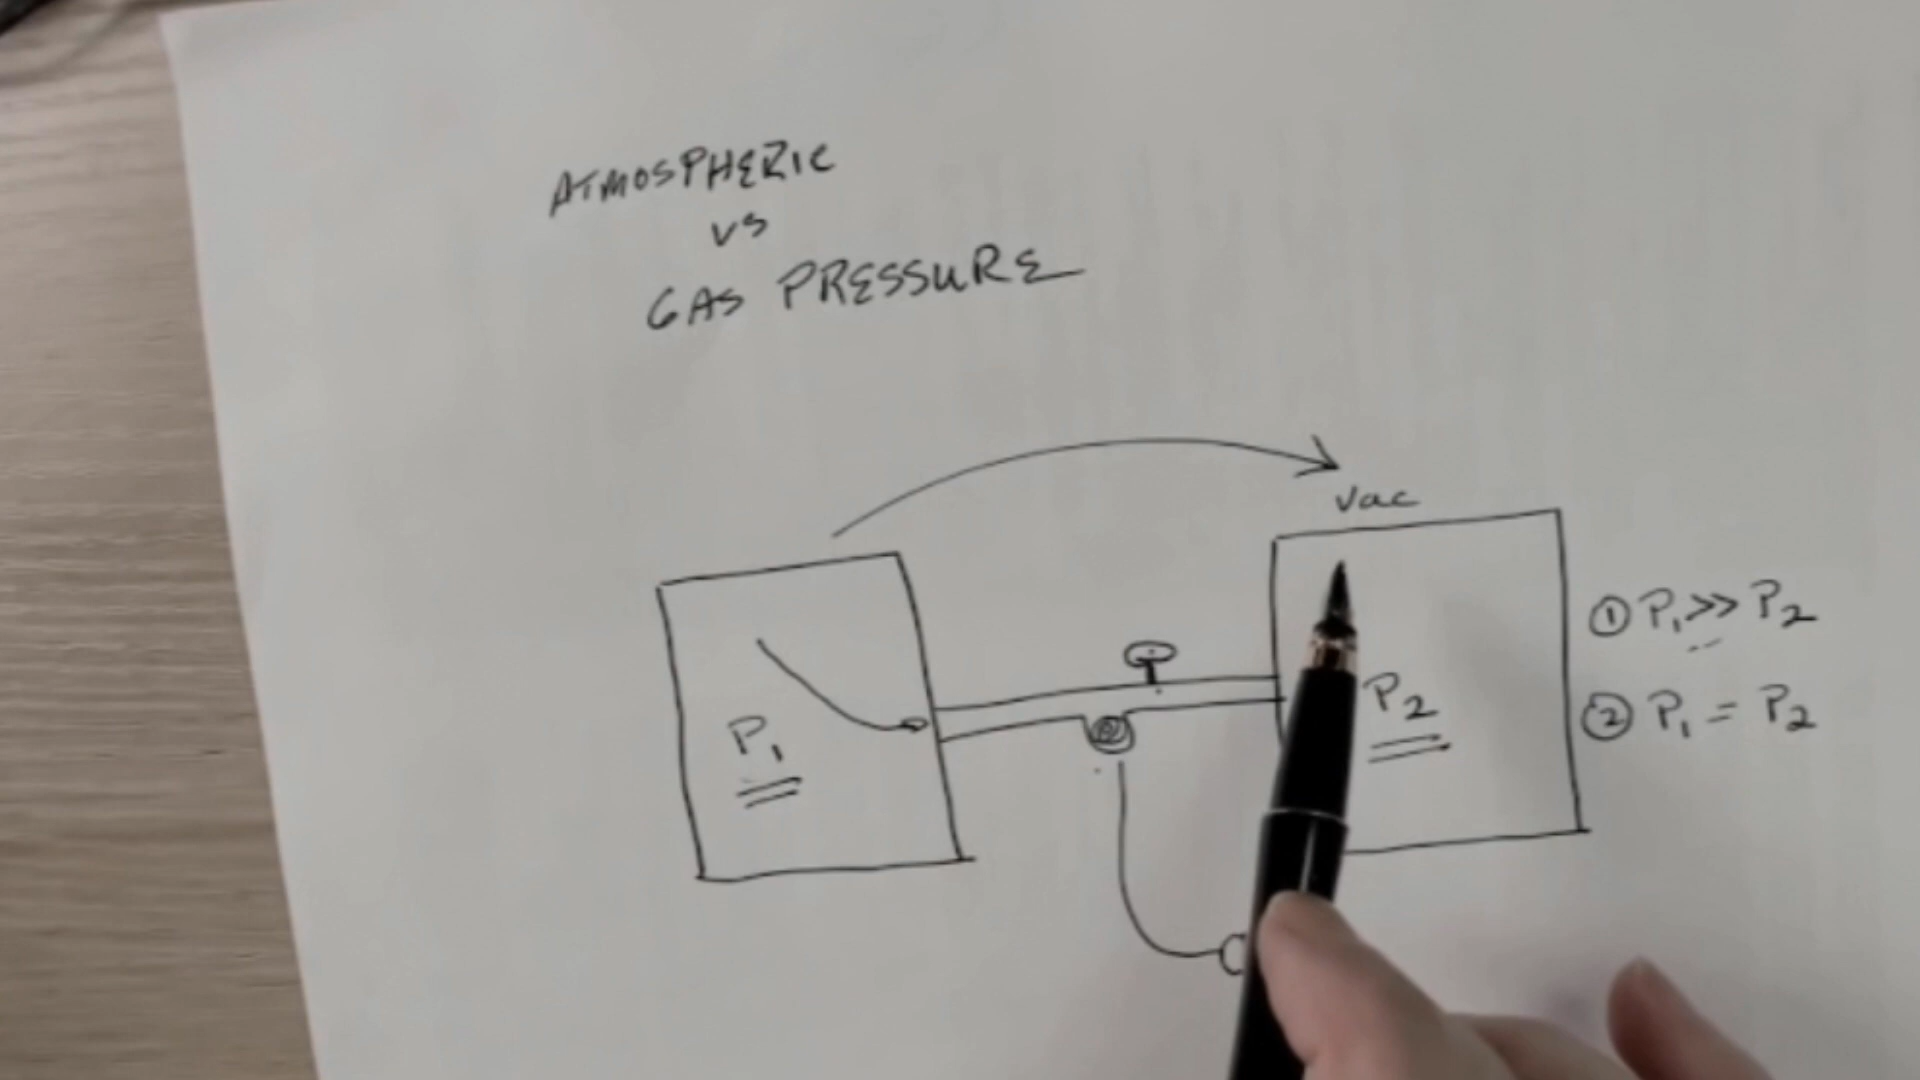 ATMOSPHERIC
VS
GAS PRESSURE
Vac
P₁
P₂
① P₁ >> P₂
② P₁ = P₂